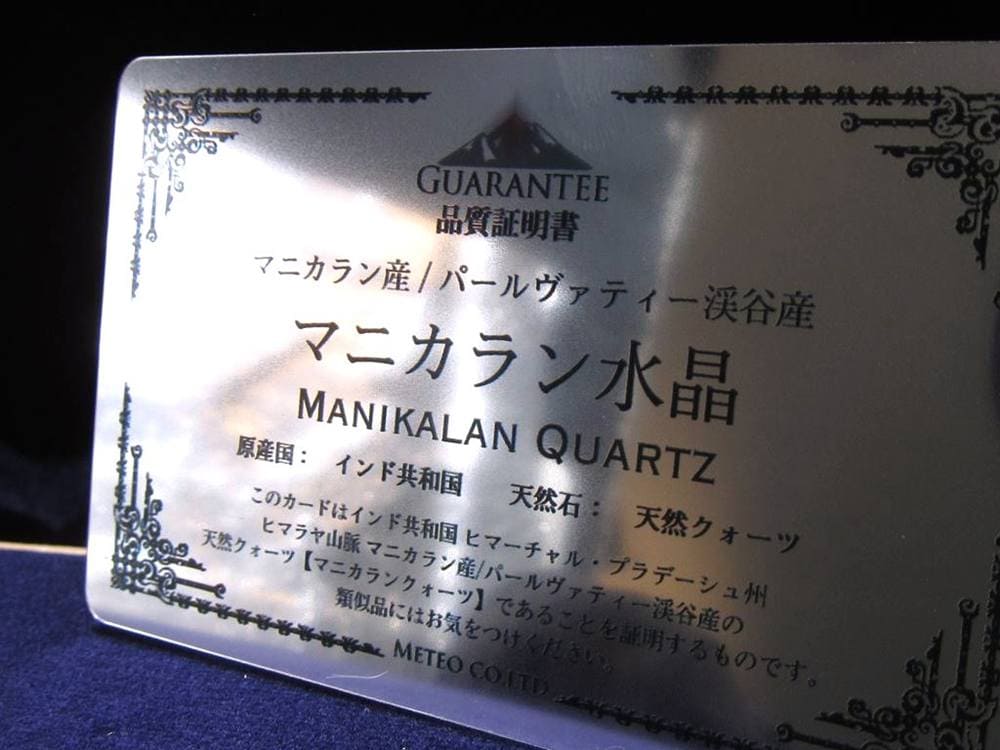 GUARANTEE
品質証明書
マニカラン産/パールヴァティー渓谷産
マニカラン水晶
MANIKALAN QUARTZ
原産国： インド共和国 天然石： 天然クォーツ
このカードはインド共和国 ヒマーチャル・プラデーシュ州
ヒマラヤ山脈 マニカラン産/パールヴァティー渓谷産の
天然クォーツ【マニカランクォーツ】であることを証明するものです。
類似品にはお気をつけください。
METEO CO.LTD